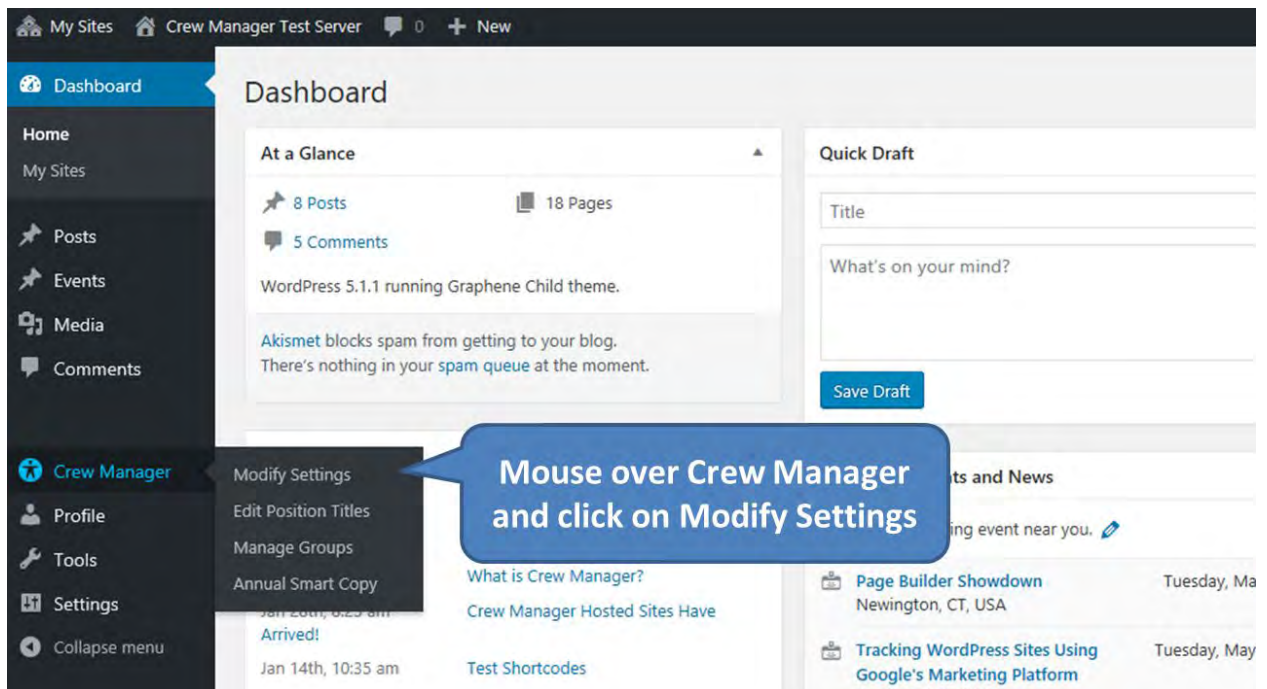 My Sites Crew Manager Test Server 0 + New
Dashboard
Home
My Sites
Posts
Events
Media
Comments
Crew Manager
Profile
Tools
Settings
Collapse menu
Modify Settings
Edit Position Titles
Manage Groups
Annual Smart Copy
Dashboard
At a Glance
8 Posts 18 Pages
5 Comments
WordPress 5.1.1 running Graphene Child theme.
Akismet blocks spam from getting to your blog.
There's nothing in your spam queue at the moment.
Mouse over Crew Manager
and click on Modify Settings
What is Crew Manager?
Crew Manager Hosted Sites Have
Arrived!
Jan 14th, 10:35 am Test Shortcodes
Quick Draft
Title
What's on your mind?
Save Draft
and News
event near you.
Page Builder Showdown Tuesday, Ma
Newington, CT, USA
Tracking WordPress Sites Using Tuesday, May
Google's Marketing Platform